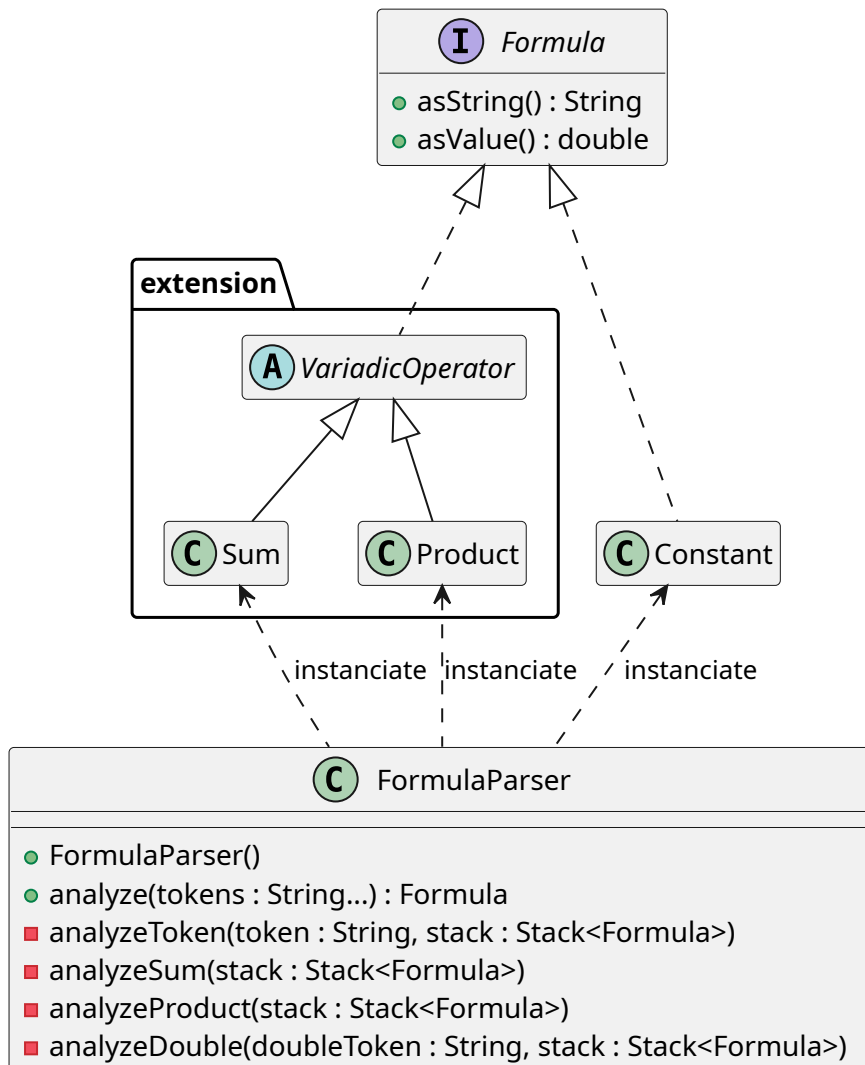 I Formula
asString() : String
asValue() : double
extension
A VariadicOperator
C Sum
C Product
C Constant
instanciate
instanciate
instanciate
C FormulaParser
FormulaParser()
analyze(tokens : String...) : Formula
analyzeToken(token : String, stack : Stack<Formula>)
analyzeSum(stack : Stack<Formula>)
analyzeProduct(stack : Stack<Formula>)
analyzeDouble(doubleToken : String, stack : Stack<Formula>)